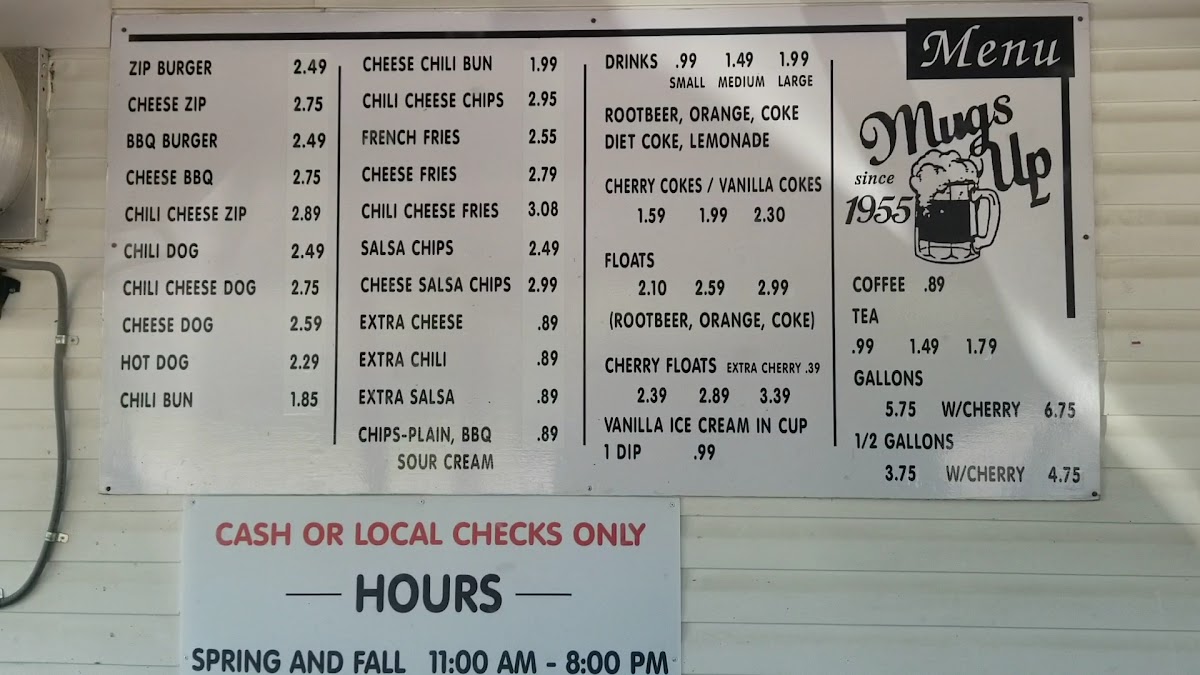 Menu
ZIP BURGER 2.49
CHEESE ZIP 2.75
BBQ BURGER 2.49
CHEESE BBQ 2.75
CHILI CHEESE ZIP 2.89
CHILI DOG 2.49
CHILI CHEESE DOG 2.75
CHEESE DOG 2.59
HOT DOG 2.29
CHILI BUN 1.85
CHEESE CHILI BUN 1.99
CHILI CHEESE CHIPS 2.95
FRENCH FRIES 2.55
CHEESE FRIES 2.79
CHILI CHEESE FRIES 3.08
SALSA CHIPS 2.49
CHEESE SALSA CHIPS 2.99
EXTRA CHEESE .89
EXTRA CHILI .89
EXTRA SALSA .89
CHIPS-PLAIN, BBQ .89
SOUR CREAM
DRINKS .99 1.49 1.99
SMALL MEDIUM LARGE
ROOTBEER, ORANGE, COKE
DIET COKE, LEMONADE
CHERRY COKES / VANILLA COKES
1.59 1.99 2.30
FLOATS
2.10 2.59 2.99
(ROOTBEER, ORANGE, COKE)
CHERRY FLOATS EXTRA CHERRY .39
2.39 2.89 3.39
VANILLA ICE CREAM IN CUP
1 DIP .99
Mugs
Up
since
1955
COFFEE .89
TEA
.99 1.49 1.79
GALLONS
5.75 W/CHERRY 6.75
1/2 GALLONS
3.75 W/CHERRY 4.75
CASH OR LOCAL CHECKS ONLY
HOURS
SPRING AND FALL 11:00 AM - 8:00 PM